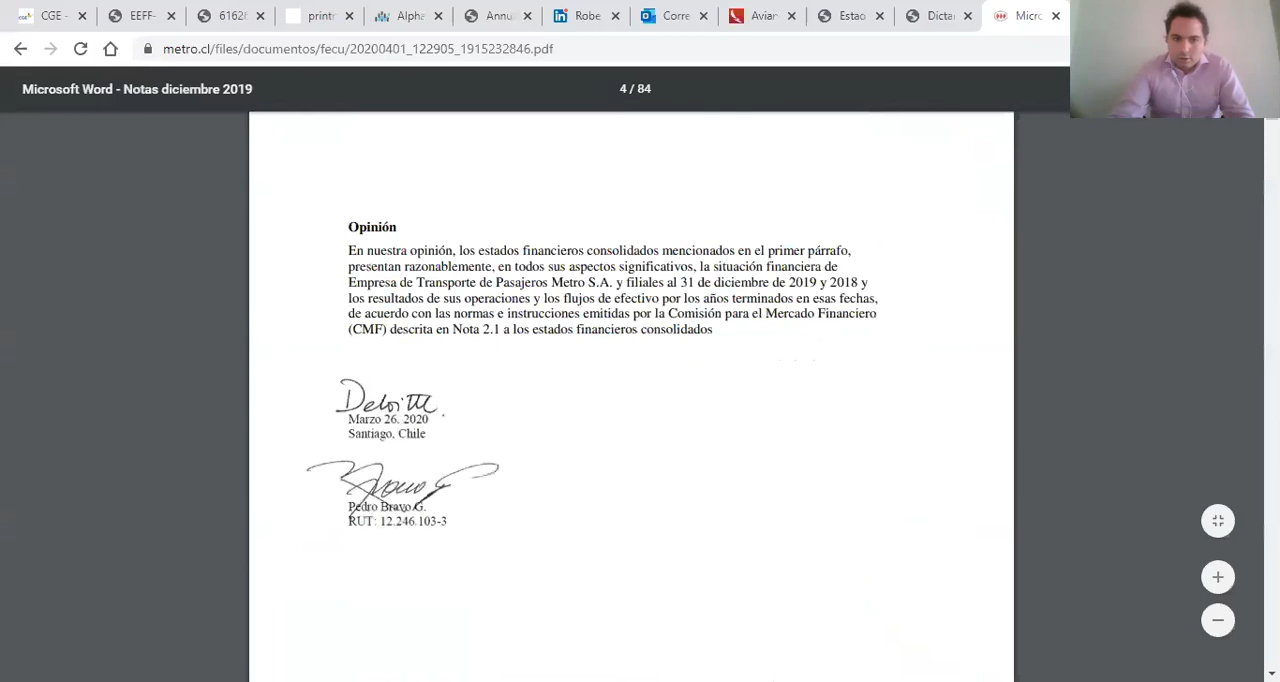 CGE -
EEFF-
6162
printr
Alpha
Annu
Robe
Corre
Avian
Estao
Dicta
Micro
metro.cl/files/documentos/fecu/20200401_122905_1915232846.pdf
Microsoft Word - Notas diciembre 2019
4 / 84
Opinión
En nuestra opinión, los estados financieros consolidados mencionados en el primer párrafo,
presentan razonablemente, en todos sus aspectos significativos, la situación financiera de
Empresa de Transporte de Pasajeros Metro S.A. y filiales al 31 de diciembre de 2019 y 2018 y
los resultados de sus operaciones y los flujos de efectivo por los años terminados en esas fechas,
de acuerdo con las normas e instrucciones emitidas por la Comisión para el Mercado Financiero
(CMF) descrita en Nota 2.1 a los estados financieros consolidados
Deloitte.
Marzo 26, 2020
Santiago, Chile
Pedro Bravo G.
RUT: 12.246.103-3